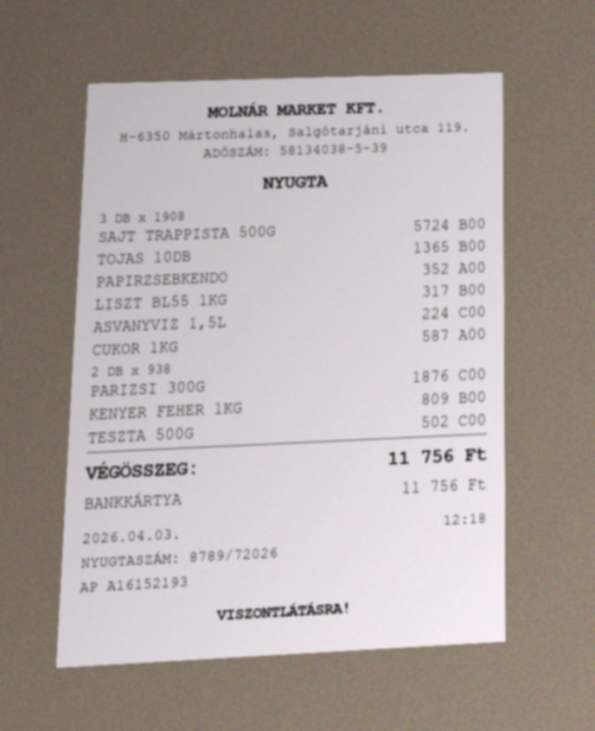 MOLNÁR MARKET KFT.
H-6350 Mártonhalas, Salgótarjáni utca 119.
ADÓSZÁM: 58134038-5-39
NYUGTA
3 DB x 1908
SAJT TRAPPISTA 500G 5724 B00
TOJAS 10DB 1365 B00
PAPIRZSEBKENDO 352 A00
LISZT BL55 1KG 317 B00
ASVANYVIZ 1,5L 224 C00
CUKOR 1KG 587 A00
2 DB x 938
PARIZSI 300G 1876 C00
KENYER FEHER 1KG 809 B00
TESZTA 500G 502 C00
VÉGÖSSZEG: 11 756 Ft
BANKKÁRTYA 11 756 Ft
2026.04.03. 12:18
NYUGTASZÁM: 8789/72026
AP A16152193
VISZONTLÁTÁSRA!